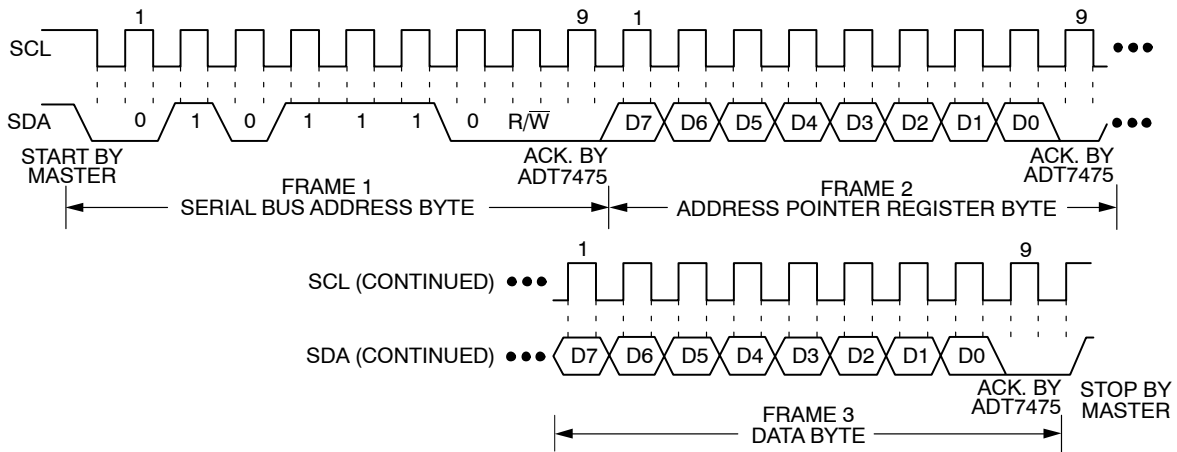 1 9 1 9
SCL
SDA 0 1 0 1 1 1 0 R/W̅ D7 D6 D5 D4 D3 D2 D1 D0
START BY
MASTER
ACK. BY
ADT7475
ACK. BY
ADT7475
FRAME 1
SERIAL BUS ADDRESS BYTE
FRAME 2
ADDRESS POINTER REGISTER BYTE
1 9
SCL (CONTINUED)
SDA (CONTINUED) D7 D6 D5 D4 D3 D2 D1 D0
ACK. BY
ADT7475
STOP BY
MASTER
FRAME 3
DATA BYTE